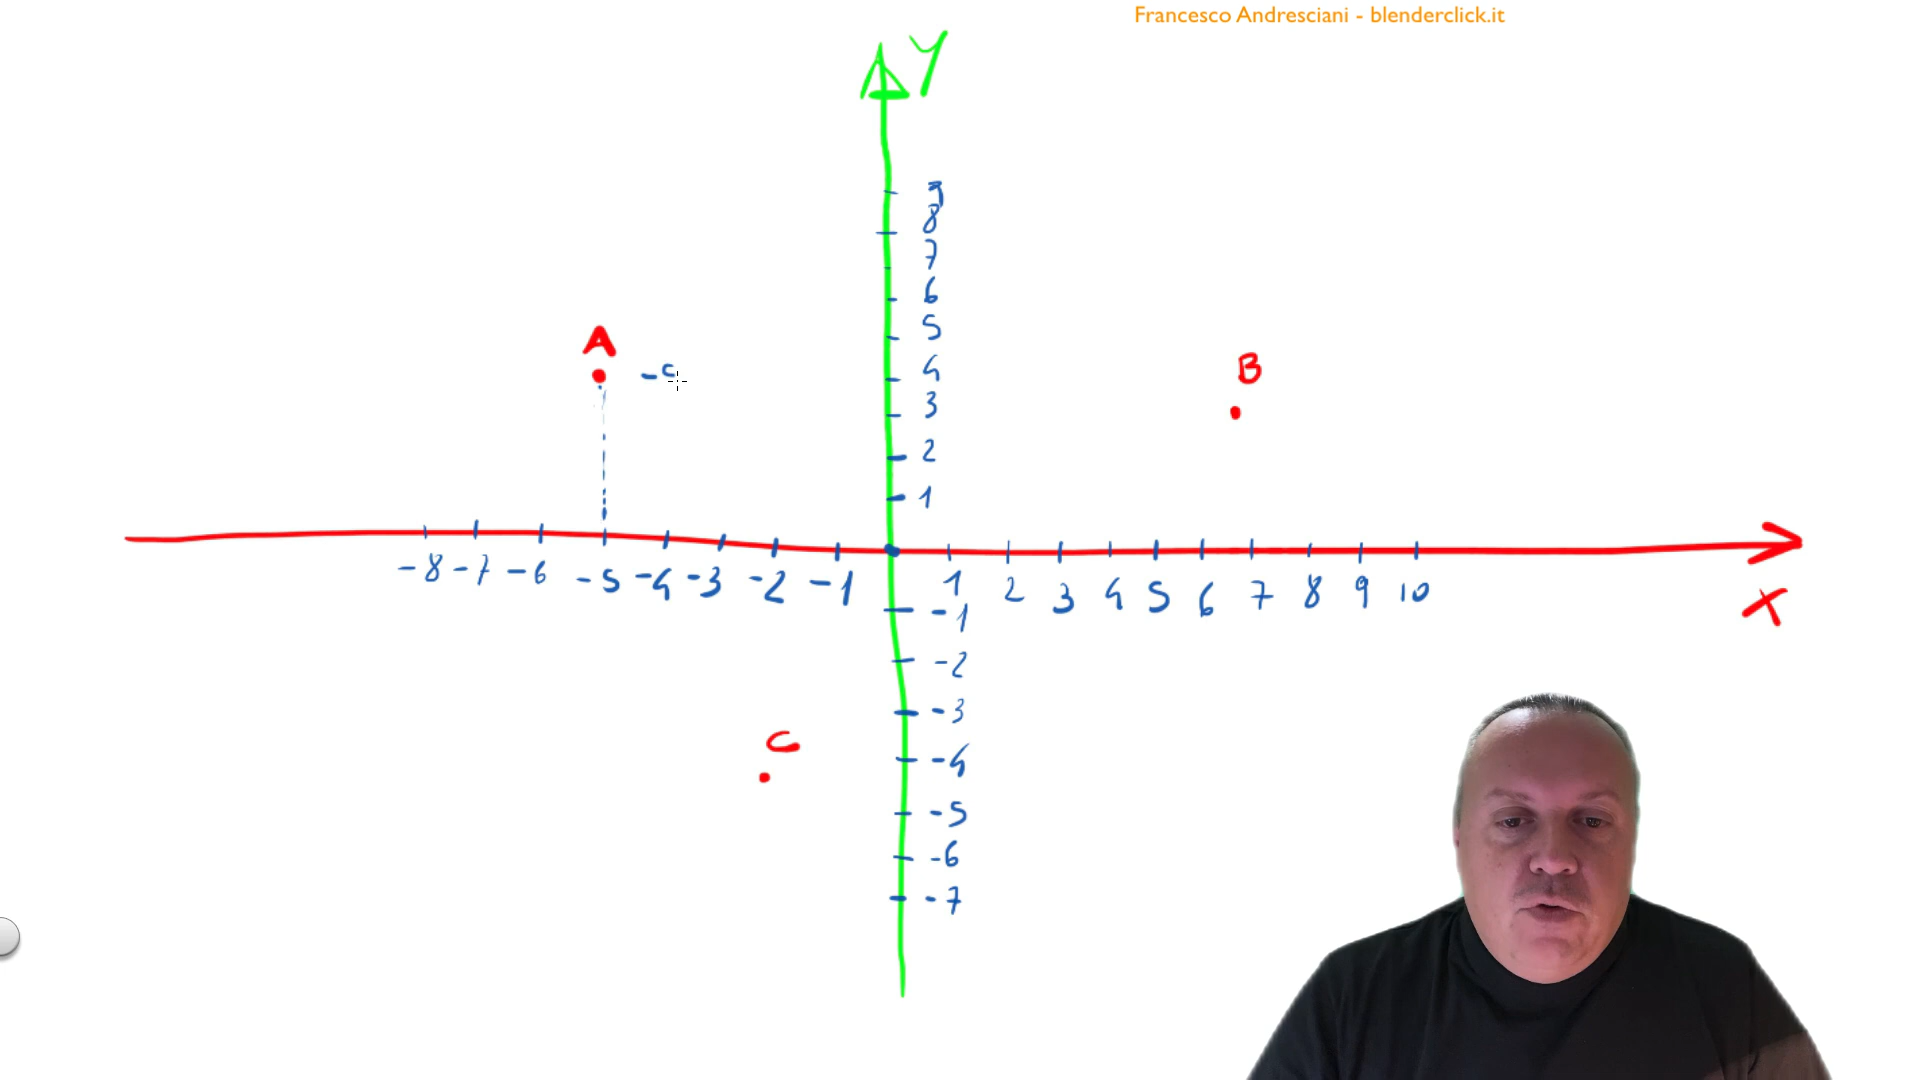 Francesco Andresciani - blenderclick.it
Y
9
8
7
6
5
4
3
2
1
A
B
-8 -7 -6 -5 -4 -3 -2 -1 1 2 3 4 5 6 7 8 9 10
X
-1
-2
-3
C
-4
-5
-6
-7